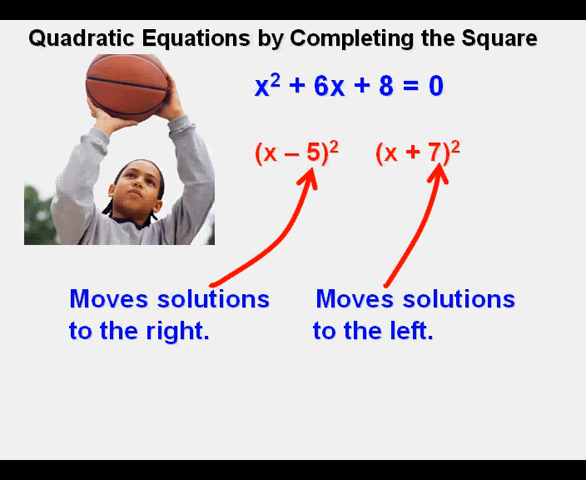 Quadratic Equations by Completing the Square
x² + 6x + 8 = 0
(x – 5)² (x + 7)²
Moves solutions to the right.
Moves solutions to the left.